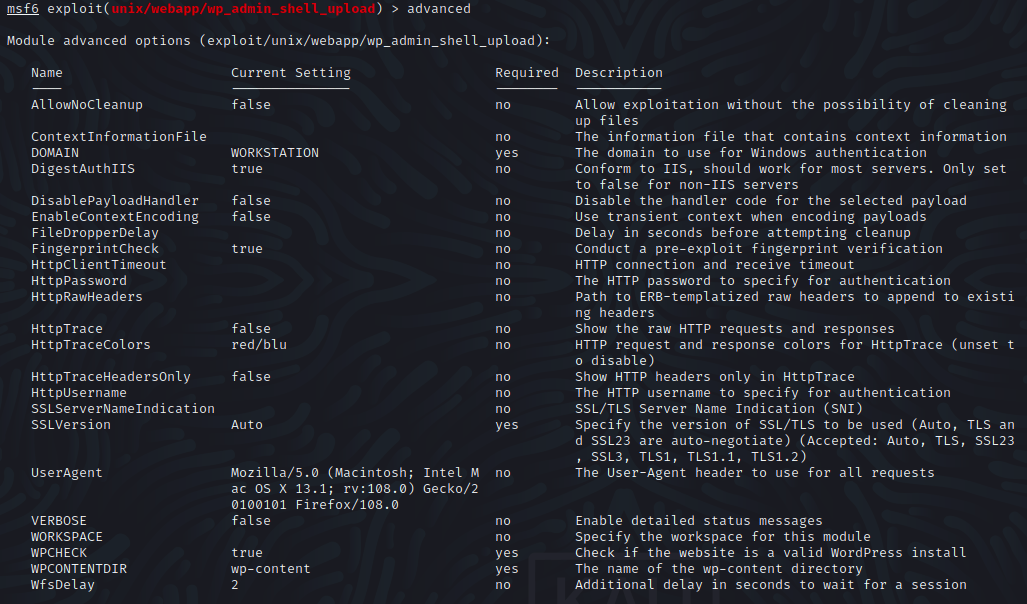 msf6 exploit(unix/webapp/wp_admin_shell_upload) > advanced
Module advanced options (exploit/unix/webapp/wp_admin_shell_upload):
Name Current Setting Required Description
AllowNoCleanup false no Allow exploitation without the possibility of cleaning
up files
ContextInformationFile no The information file that contains context information
DOMAIN WORKSTATION yes The domain to use for Windows authentication
DigestAuthIIS true no Conform to IIS, should work for most servers. Only set
to false for non-IIS servers
DisablePayloadHandler false no Disable the handler code for the selected payload
EnableContextEncoding false no Use transient context when encoding payloads
FileDropperDelay no Delay in seconds before attempting cleanup
FingerprintCheck true no Conduct a pre-exploit fingerprint verification
HttpClientTimeout no HTTP connection and receive timeout
HttpPassword no The HTTP password to specify for authentication
HttpRawHeaders no Path to ERB-templatized raw headers to append to existi
ng headers
HttpTrace false no Show the raw HTTP requests and responses
HttpTraceColors red/blu no HTTP request and response colors for HttpTrace (unset t
o disable)
HttpTraceHeadersOnly false no Show HTTP headers only in HttpTrace
HttpUsername no The HTTP username to specify for authentication
SSLServerNameIndication no SSL/TLS Server Name Indication (SNI)
SSLVersion Auto yes Specify the version of SSL/TLS to be used (Auto, TLS an
d SSL23 are auto-negotiate) (Accepted: Auto, TLS, SSL23
, SSL3, TLS1, TLS1.1, TLS1.2)
UserAgent Mozilla/5.0 (Macintosh; Intel M no The User-Agent header to use for all requests
ac OS X 13.1; rv:108.0) Gecko/2
0100101 Firefox/108.0
VERBOSE false no Enable detailed status messages
WORKSPACE no Specify the workspace for this module
WPCHECK true yes Check if the website is a valid WordPress install
WPCONTENTDIR wp-content yes The name of the wp-content directory
WfsDelay 2 no Additional delay in seconds to wait for a session